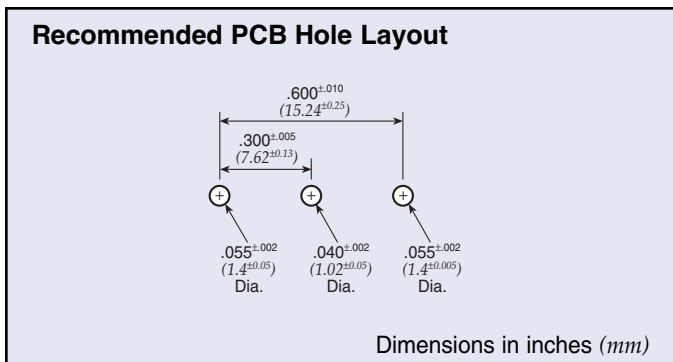 Recommended PCB Hole Layout
.600±.010
(15.24±0.25)
.300±.005
(7.62±0.13)
.055±.002 .040±.002 .055±.002
(1.4±0.05) (1.02±0.05) (1.4±0.005)
Dia. Dia. Dia.
Dimensions in inches (mm)